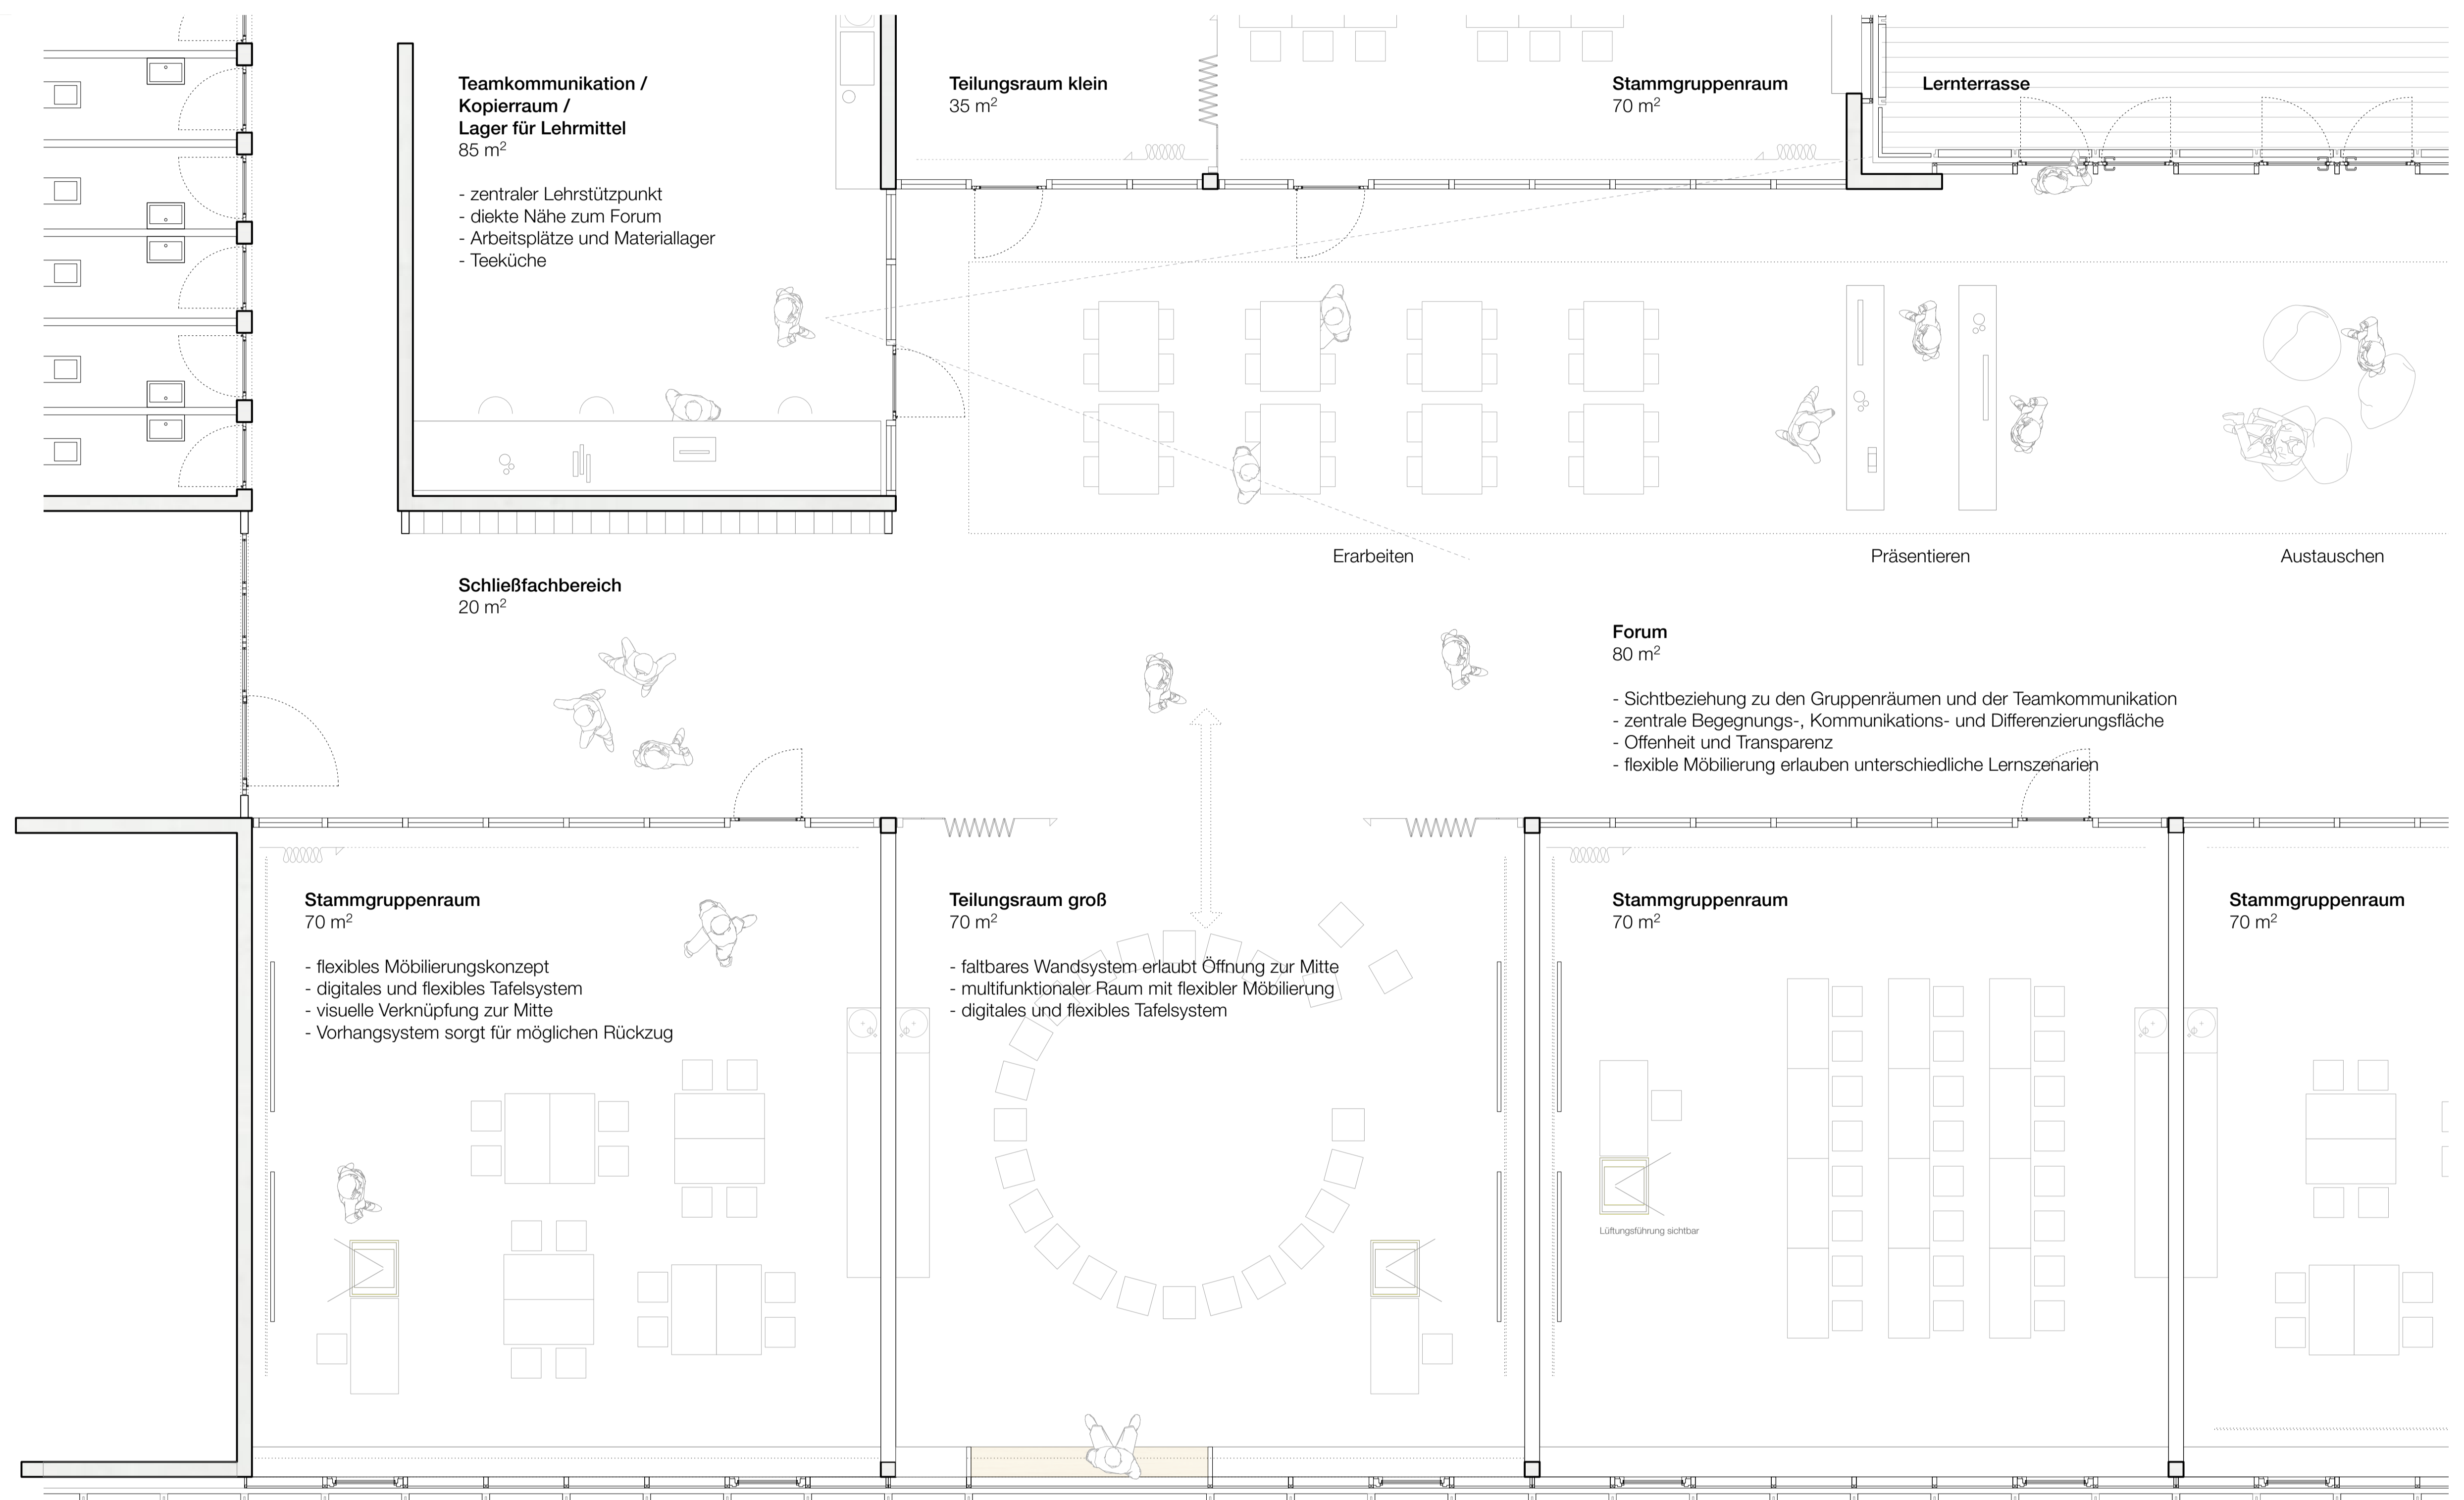 Teamkommunikation /
Kopierraum /
Lager für Lehrmittel
85 m²
- zentraler Lehrstützpunkt
- diekte Nähe zum Forum
- Arbeitsplätze und Materiallager
- Teeküche
Teilungsraum klein
35 m²
Stammgruppenraum
70 m²
Lernterrasse
Erarbeiten
Präsentieren
Austauschen
Schließfachbereich
20 m²
Forum
80 m²
- Sichtbeziehung zu den Gruppenräumen und der Teamkommunikation
- zentrale Begegnungs-, Kommunikations- und Differenzierungsfläche
- Offenheit und Transparenz
- flexible Möbilierung erlauben unterschiedliche Lernszenarien
Stammgruppenraum
70 m²
- flexibles Möbilierungskonzept
- digitales und flexibles Tafelsystem
- visuelle Verknüpfung zur Mitte
- Vorhangsystem sorgt für möglichen Rückzug
Teilungsraum groß
70 m²
- faltbares Wandsystem erlaubt Öffnung zur Mitte
- multifunktionaler Raum mit flexibler Möbilierung
- digitales und flexibles Tafelsystem
Stammgruppenraum
70 m²
Lüftungsführung sichtbar
Stammgruppenraum
70 m²